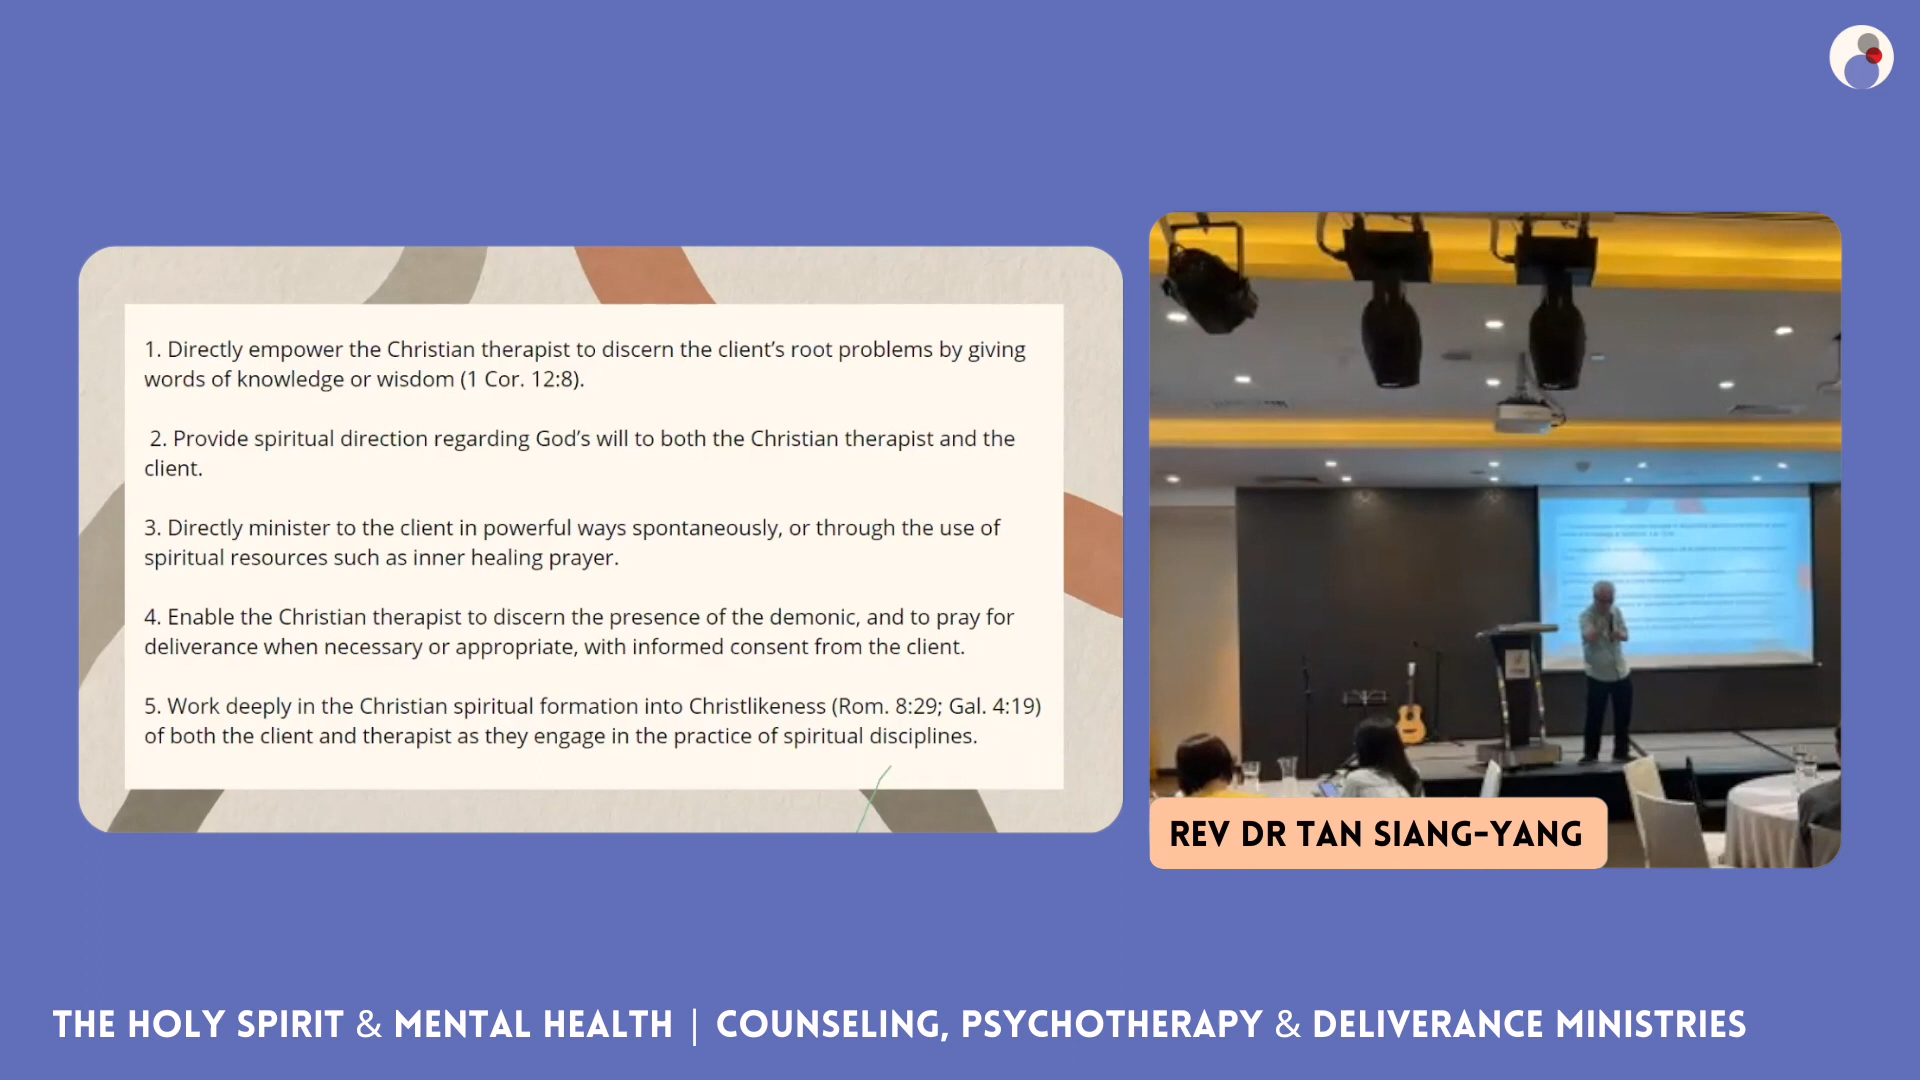 1. Directly empower the Christian therapist to discern the client’s root problems by giving
words of knowledge or wisdom (1 Cor. 12:8).
2. Provide spiritual direction regarding God’s will to both the Christian therapist and the
client.
3. Directly minister to the client in powerful ways spontaneously, or through the use of
spiritual resources such as inner healing prayer.
4. Enable the Christian therapist to discern the presence of the demonic, and to pray for
deliverance when necessary or appropriate, with informed consent from the client.
5. Work deeply in the Christian spiritual formation into Christlikeness (Rom. 8:29; Gal. 4:19)
of both the client and therapist as they engage in the practice of spiritual disciplines.
REV DR TAN SIANG-YANG
THE HOLY SPIRIT & MENTAL HEALTH | COUNSELING, PSYCHOTHERAPY & DELIVERANCE MINISTRIES